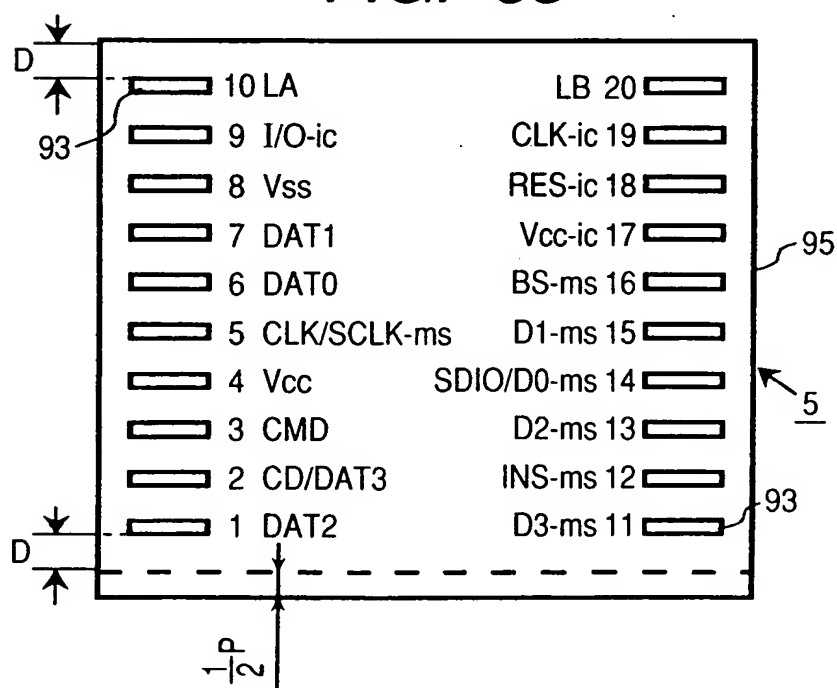 D
10 LA
LB 20
93
9 I/O-ic
CLK-ic 19
8 Vss
RES-ic 18
7 DAT1
Vcc-ic 17
95
6 DAT0
BS-ms 16
5 CLK/SCLK-ms
D1-ms 15
4 Vcc
SDIO/D0-ms 14
5
3 CMD
D2-ms 13
2 CD/DAT3
INS-ms 12
93
1 DAT2
D3-ms 11
D
1/2 P